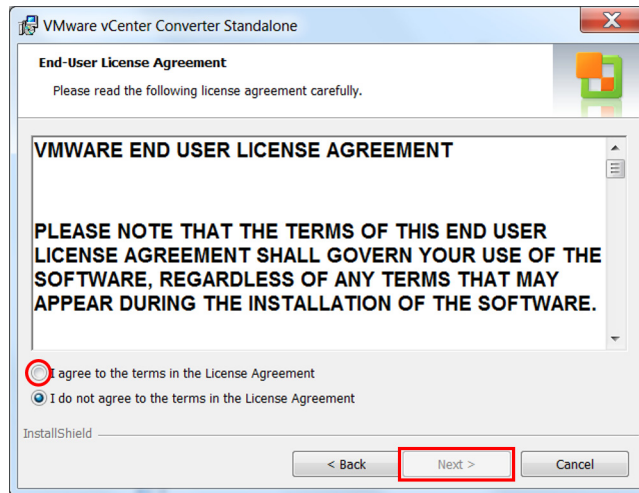 VMware vCenter Converter Standalone
End-User License Agreement
Please read the following license agreement carefully.
VMWARE END USER LICENSE AGREEMENT
PLEASE NOTE THAT THE TERMS OF THIS END USER
LICENSE AGREEMENT SHALL GOVERN YOUR USE OF THE
SOFTWARE, REGARDLESS OF ANY TERMS THAT MAY
APPEAR DURING THE INSTALLATION OF THE SOFTWARE.
I agree to the terms in the License Agreement
I do not agree to the terms in the License Agreement
InstallShield
< Back Next > Cancel